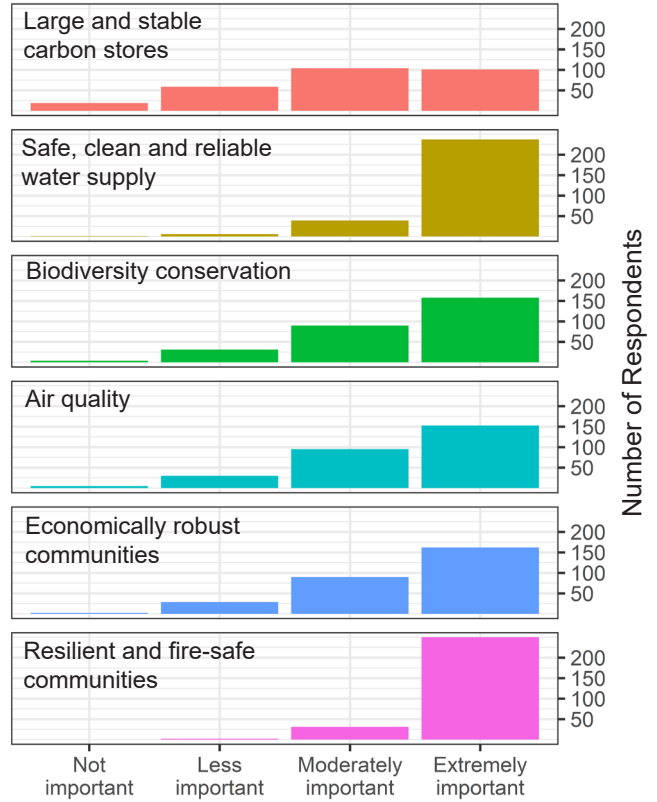 Large and stable
carbon stores
200
150
100
50
Safe, clean and reliable
water supply
200
150
100
50
Biodiversity conservation
200
150
100
50
Air quality
200
150
100
50
Economically robust
communities
200
150
100
50
Resilient and fire-safe
communities
200
150
100
50
Number of Respondents
Not
important
Less
important
Moderately
important
Extremely
important